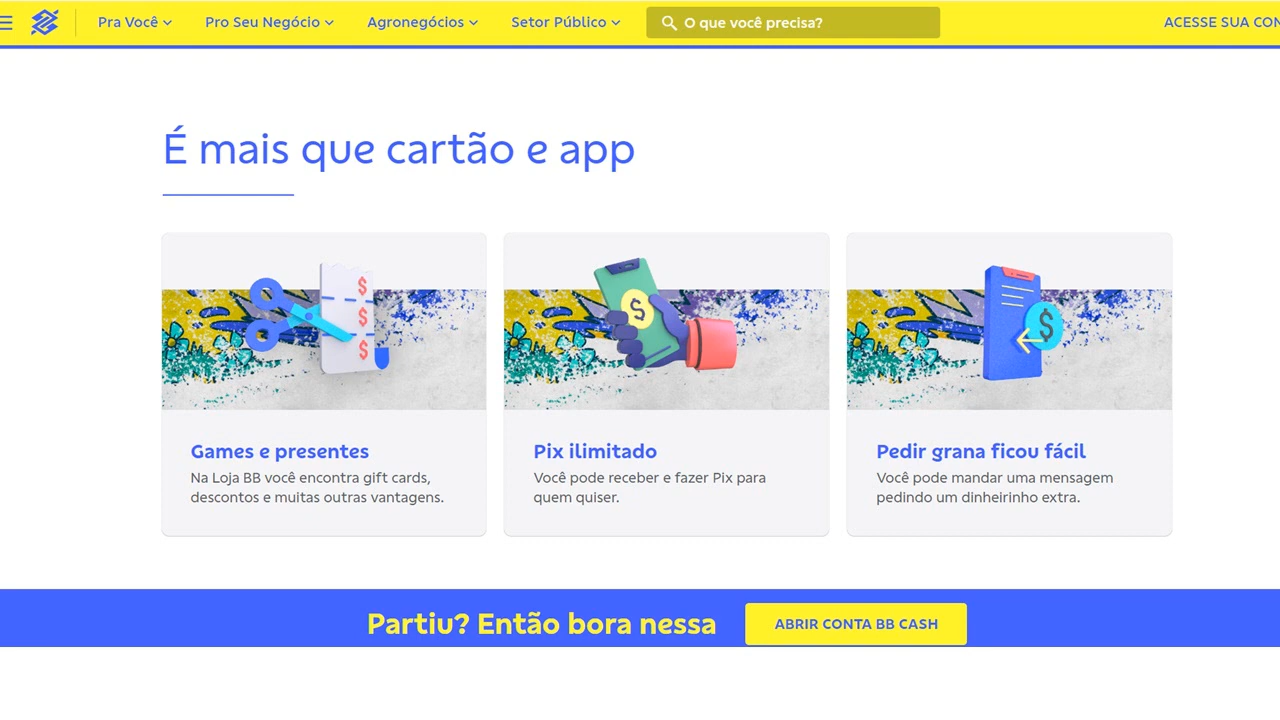 Pra Você
Pro Seu Negócio
Agronegócios
Setor Público
O que você precisa?
ACESSE SUA
É mais que cartão e app
$
$
$
$
$
Games e presentes
Na Loja BB você encontra gift cards,
descontos e muitas outras vantagens.
Pix ilimitado
Você pode receber e fazer Pix para
quem quiser.
Pedir grana ficou fácil
Você pode mandar uma mensagem
pedindo um dinheirinho extra.
Partiu? Então bora nessa
ABRIR CONTA BB CASH